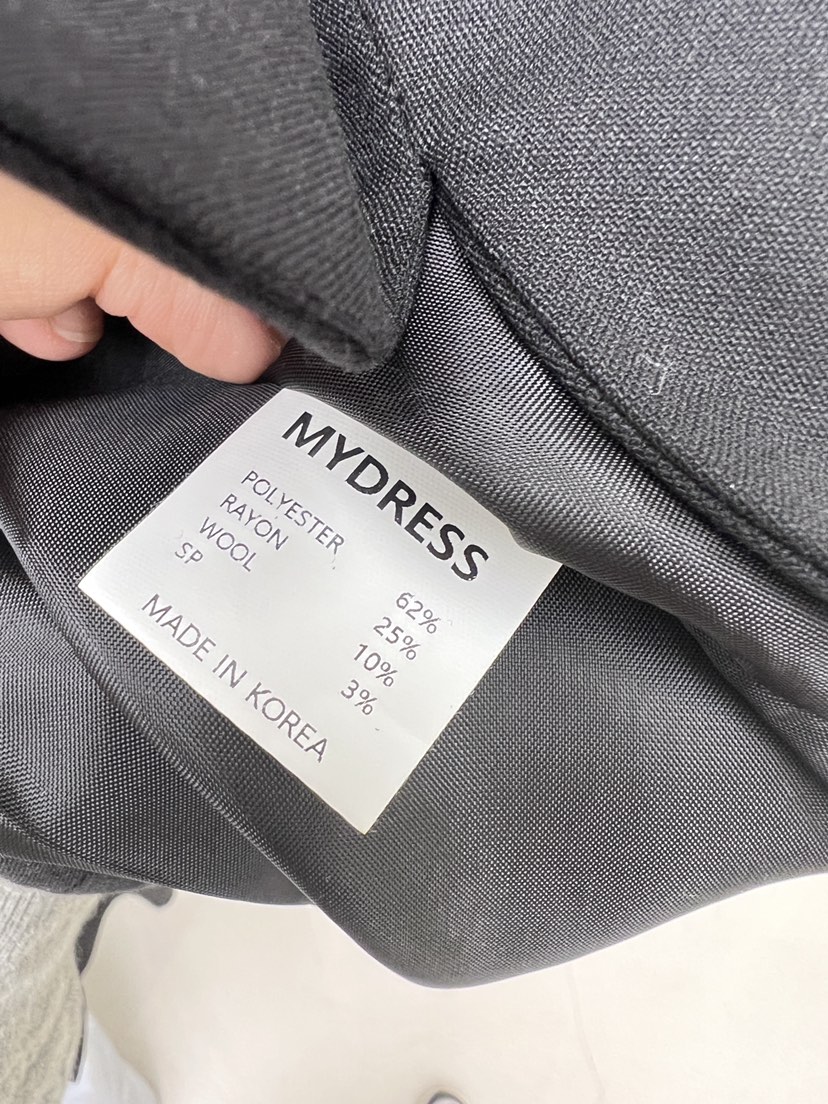 MYDRESS
POLYESTER 62%
RAYON 25%
WOOL 10%
SP 3%
MADE IN KOREA